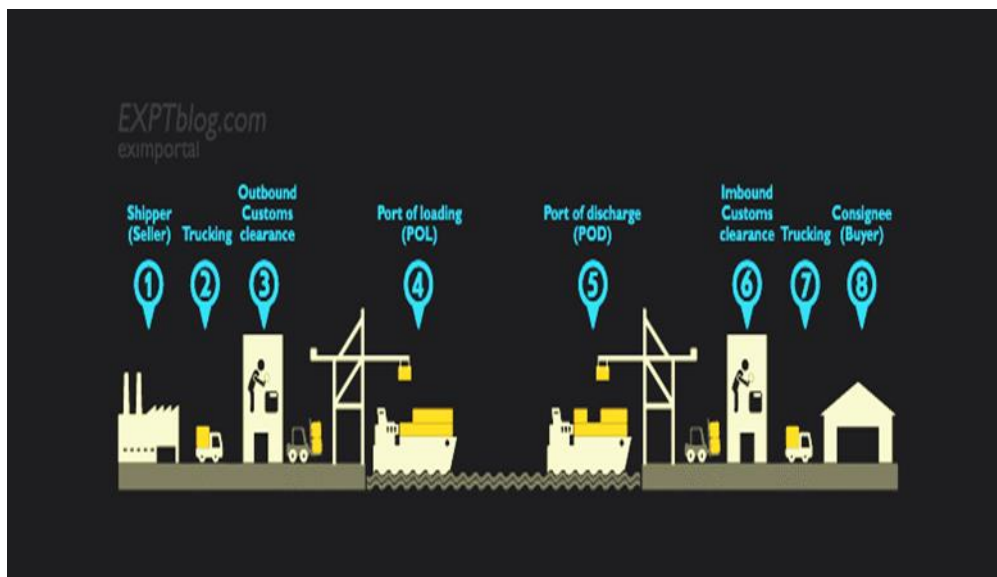 EXPTblog.com
eximportal
Shipper
(Seller)
Trucking
Outbound
Customs
clearance
Port of loading
(POL)
Port of discharge
(POD)
Imbound
Customs
clearance
Trucking
Consignee
(Buyer)
1
2
3
4
5
6
7
8